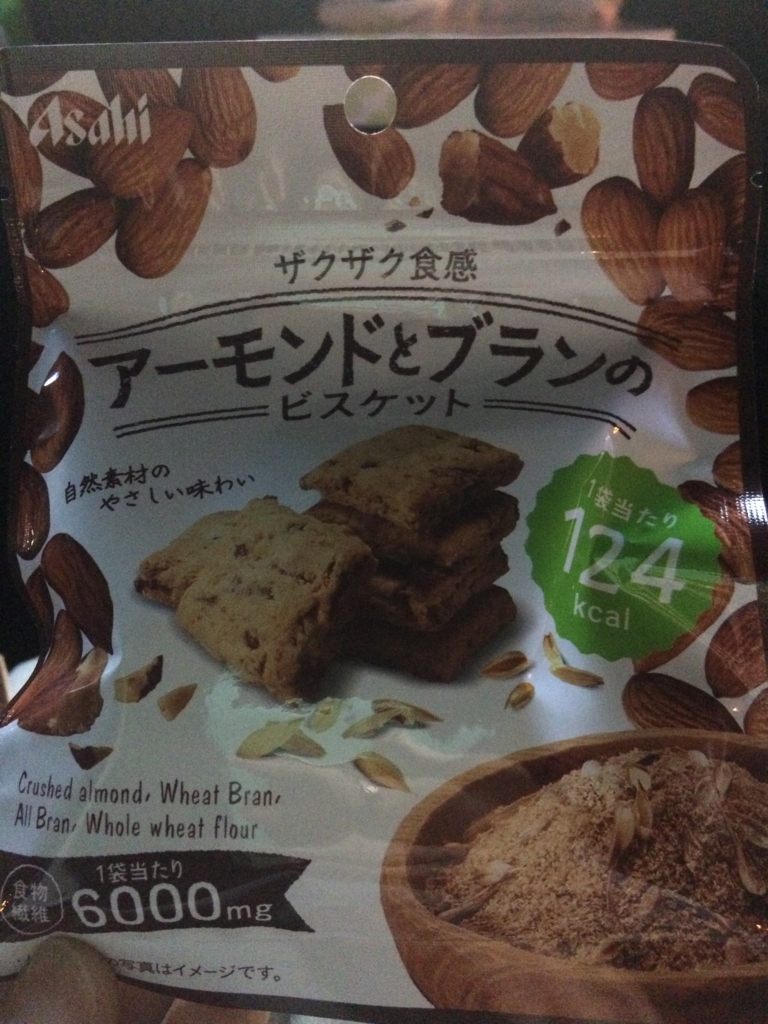 Asahi
ザクザク食感
アーモンドとブランの
ビスケット
自然素材の
やさしい味わい
1袋当たり
124
kcal
Crushed almond, Wheat Bran,
All Bran, Whole wheat flour
食物
繊維
1袋当たり
6000mg
写真はイメージです。